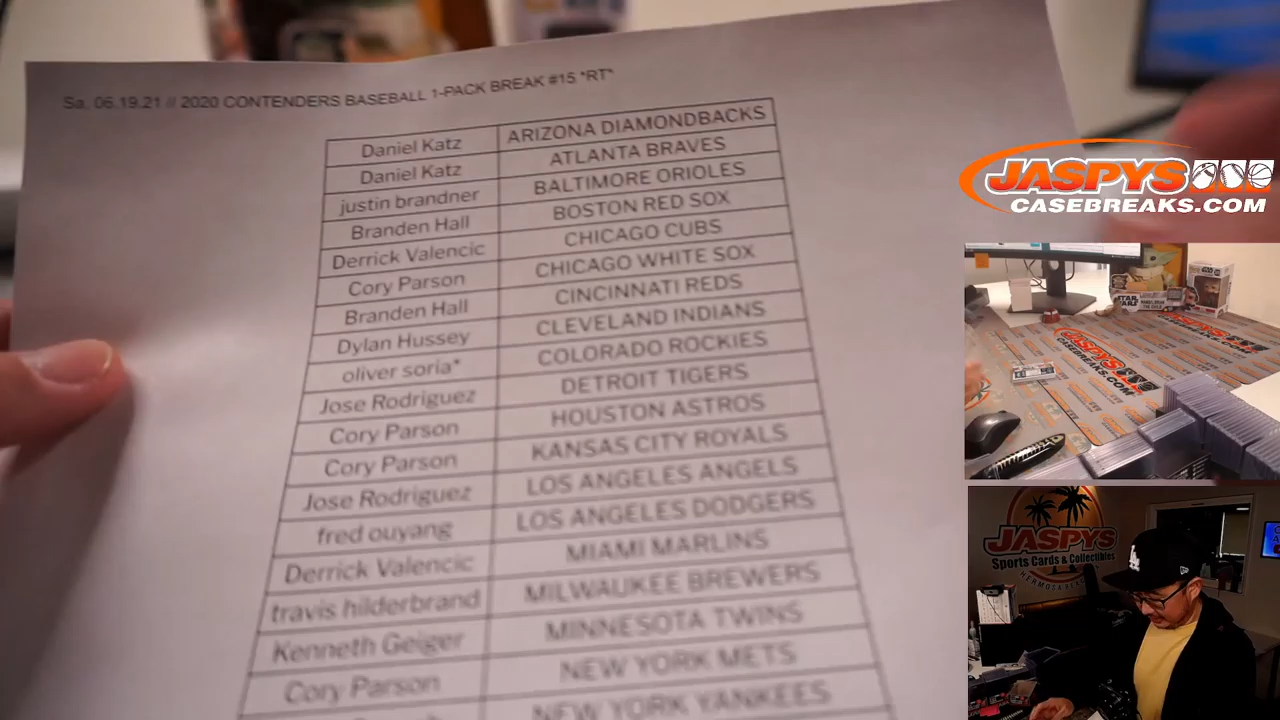 Sa. 06.19.21 // 2020 CONTENDERS BASEBALL 1-PACK BREAK #15 *RT*
Daniel Katz ARIZONA DIAMONDBACKS
Daniel Katz ATLANTA BRAVES
justin brandner BALTIMORE ORIOLES
Branden Hall BOSTON RED SOX
Derrick Valencic CHICAGO CUBS
Cory Parson CHICAGO WHITE SOX
Branden Hall CINCINNATI REDS
Dylan Hussey CLEVELAND INDIANS
oliver soria* COLORADO ROCKIES
Jose Rodriguez DETROIT TIGERS
Cory Parson HOUSTON ASTROS
Cory Parson KANSAS CITY ROYALS
Jose Rodriguez LOS ANGELES ANGELS
fred ouyang LOS ANGELES DODGERS
Derrick Valencic MIAMI MARLINS
travis hilderbrand MILWAUKEE BREWERS
Kenneth Geiger MINNESOTA TWINS
Cory Parson NEW YORK METS
NEW YORK YANKEES
JASPYS
CASEBREAKS.COM
JASPYS
CASEBREAKS.COM
STAR WARS
JASPYS
Sports Cards & Collectibles
HERMOSA BEACH
LA